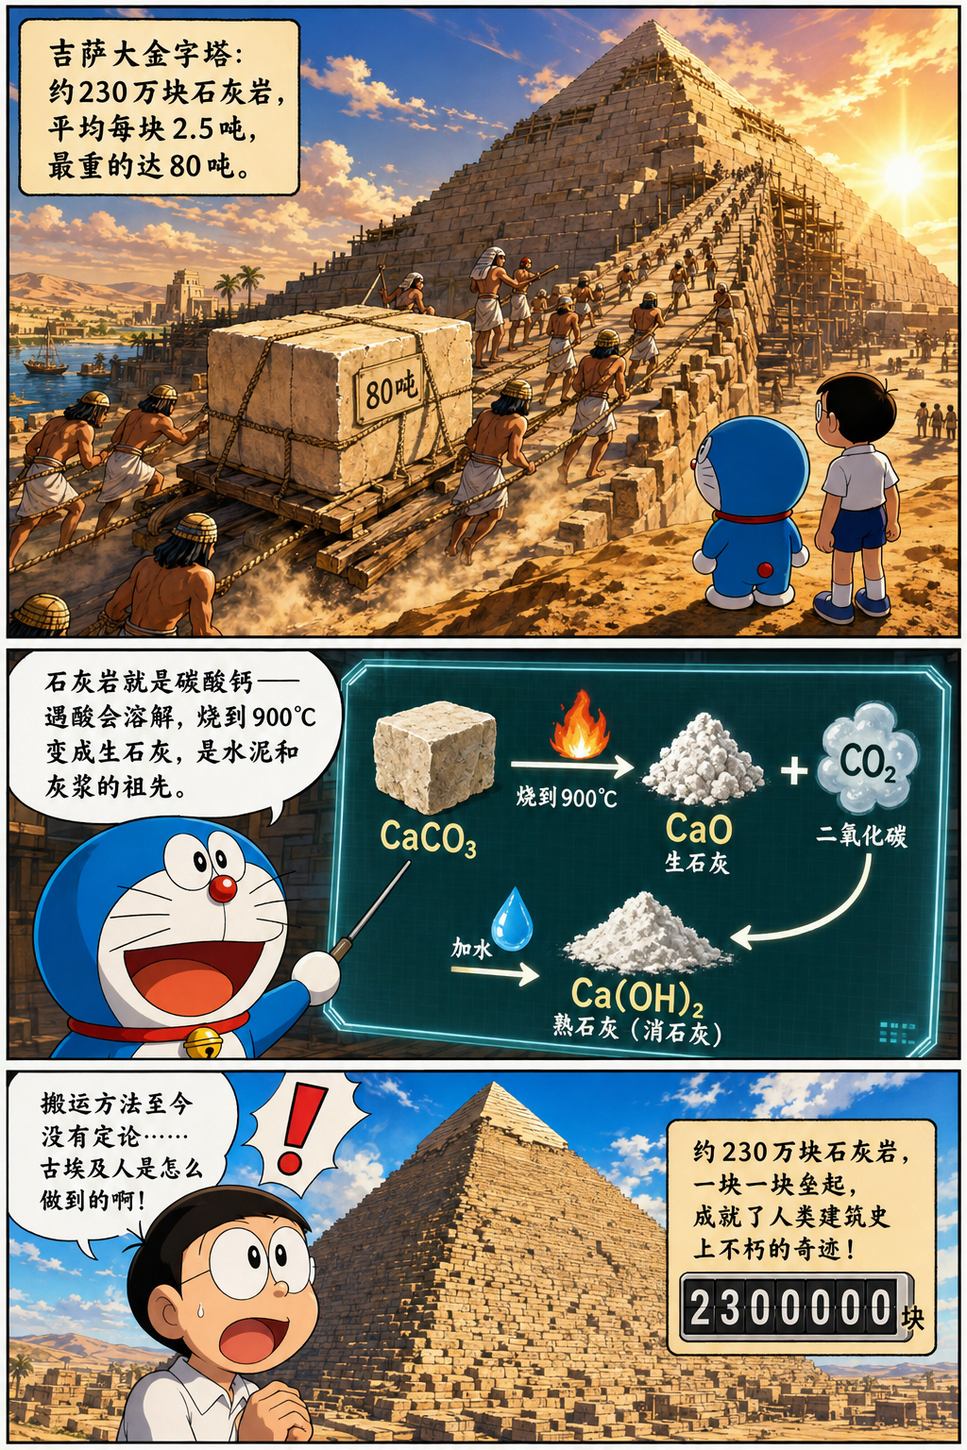 吉萨大金字塔：
约230万块石灰岩，
平均每块2.5吨，
最重的达80吨。
80吨
石灰岩就是碳酸钙——
遇酸会溶解，烧到900℃
变成生石灰，是水泥和
灰浆的祖先。
CaCO₃
烧到900℃
CaO
生石灰
+
CO₂
二氧化碳
加水
Ca(OH)₂
熟石灰（消石灰）
搬运方法至今
没有定论……
古埃及人是怎么
做到的啊！
!
约230万块石灰岩，
一块一块垒起，
成就了人类建筑史
上不朽的奇迹！
2300000块